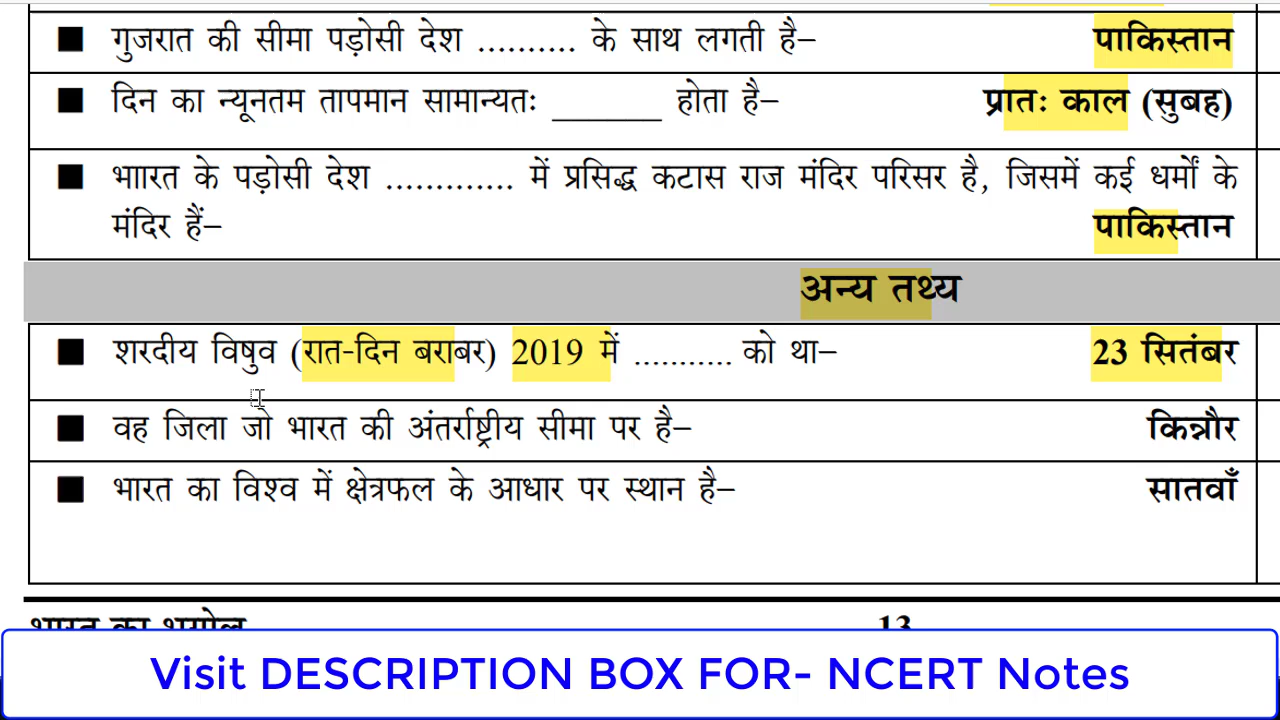 ■ गुजरात की सीमा पड़ोसी देश .......... के साथ लगती है– पाकिस्तान
■ दिन का न्यूनतम तापमान सामान्यतः ______ होता है– प्रातः काल (सुबह)
■ भाारत के पड़ोसी देश ............. में प्रसिद्ध कटास राज मंदिर परिसर है, जिसमें कई धर्मों के
मंदिर हैं– पाकिस्तान
अन्य तथ्य
■ शरदीय विषुव (रात-दिन बराबर) 2019 में ........... को था– 23 सितंबर
■ वह जिला जो भारत की अंतर्राष्ट्रीय सीमा पर है– किन्नौर
■ भारत का विश्व में क्षेत्रफल के आधार पर स्थान है– सातवाँ
भारत का भूगोल 13
Visit DESCRIPTION BOX FOR- NCERT Notes